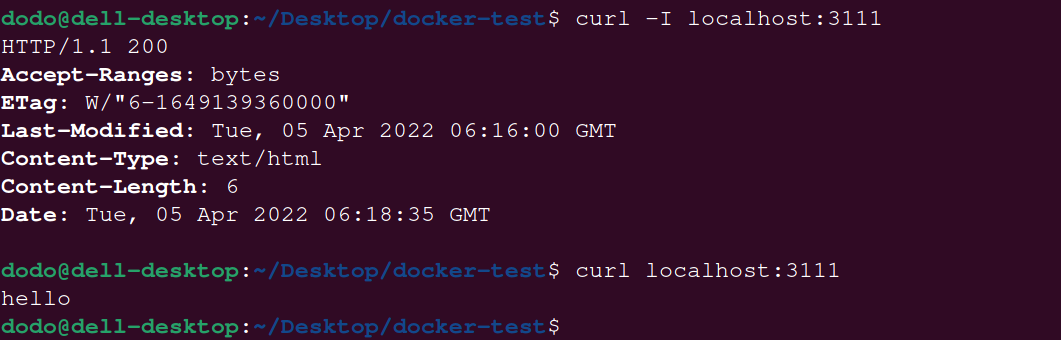 dodo@dell-desktop:~/Desktop/docker-test$ curl -I localhost:3111
HTTP/1.1 200
Accept-Ranges: bytes
ETag: W/"6-1649139360000"
Last-Modified: Tue, 05 Apr 2022 06:16:00 GMT
Content-Type: text/html
Content-Length: 6
Date: Tue, 05 Apr 2022 06:18:35 GMT
dodo@dell-desktop:~/Desktop/docker-test$ curl localhost:3111
hello
dodo@dell-desktop:~/Desktop/docker-test$